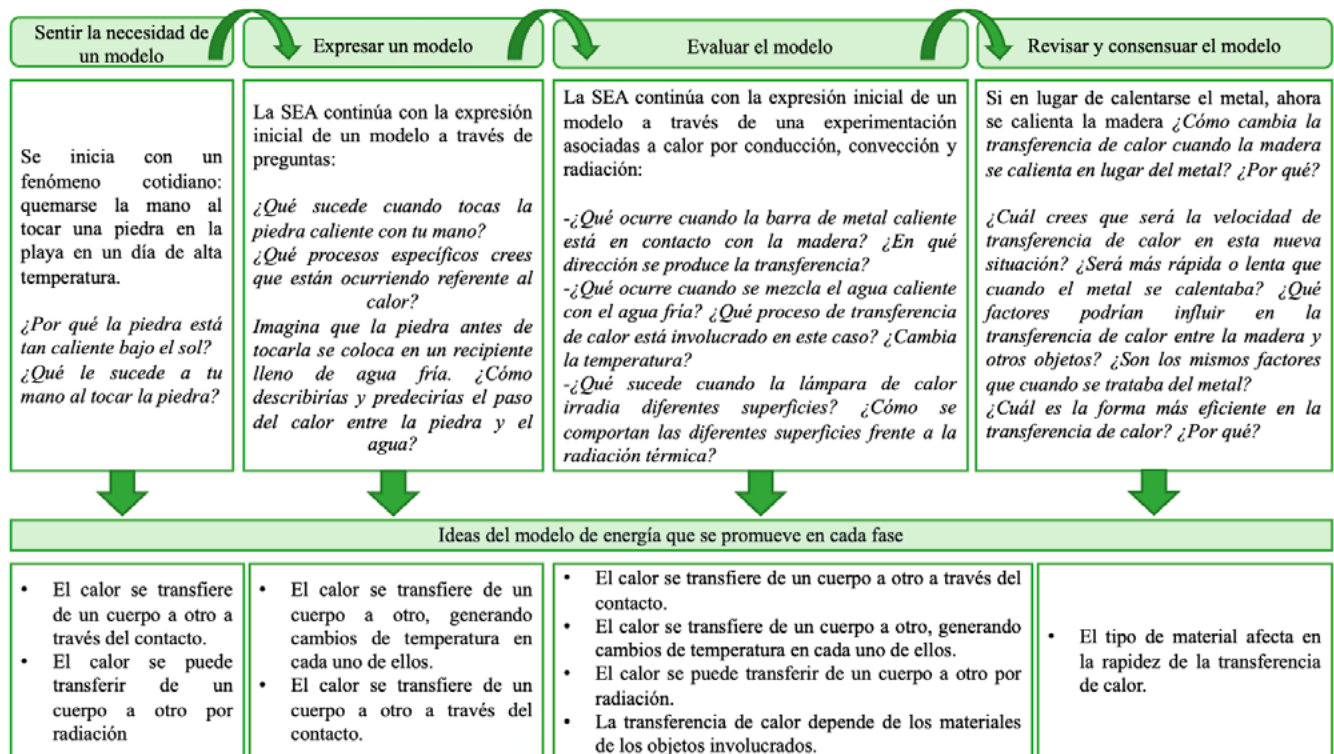 Sentir la necesidad de
un modelo
Expresar un modelo
Evaluar el modelo
Revisar y consensuar el modelo
Se inicia con un
fenómeno cotidiano:
quemarse la mano al
tocar una piedra en la
playa en un día de alta
temperatura.
¿Por qué la piedra está
tan caliente bajo el sol?
¿Qué le sucede a tu
mano al tocar la piedra?
La SEA continúa con la expresión
inicial de un modelo a través de
preguntas:
¿Qué sucede cuando tocas la
piedra caliente con tu mano?
¿Qué procesos específicos crees
que están ocurriendo referente al
calor?
Imagina que la piedra antes de
tocarla se coloca en un recipiente
lleno de agua fría. ¿Cómo
describirías y predecirías el paso
del calor entre la piedra y el
agua?
La SEA continúa con la expresión inicial de un
modelo a través de una experimentación
asociadas a calor por conducción, convección y
radiación:
-¿Qué ocurre cuando la barra de metal caliente
está en contacto con la madera? ¿En qué
dirección se produce la transferencia?
-¿Qué ocurre cuando se mezcla el agua caliente
con el agua fría? ¿Qué proceso de transferencia
de calor está involucrado en este caso? ¿Cambia
la temperatura?
-¿Qué sucede cuando la lámpara de calor
irradia diferentes superficies? ¿Cómo se
comportan las diferentes superficies frente a la
radiación térmica?
Si en lugar de calentarse el metal, ahora
se calienta la madera ¿Cómo cambia la
transferencia de calor cuando la madera
se calienta en lugar del metal? ¿Por qué?
¿Cuál crees que será la velocidad de
transferencia de calor en esta nueva
situación? ¿Será más rápida o lenta que
cuando el metal se calentaba? ¿Qué
factores podrían influir en la
transferencia de calor entre la madera y
otros objetos? ¿Son los mismos factores
que cuando se trataba del metal?
¿Cuál es la forma más eficiente en la
transferencia de calor? ¿Por qué?
Ideas del modelo de energía que se promueve en cada fase
• El calor se transfiere
de un cuerpo a otro a
través del contacto.
• El calor se puede
transferir de un
cuerpo a otro por
radiación
• El calor se transfiere de un
cuerpo a otro, generando
cambios de temperatura en
cada uno de ellos.
• El calor se transfiere de un
cuerpo a otro a través del
contacto.
• El calor se transfiere de un cuerpo a otro a través del
contacto.
• El calor se transfiere de un cuerpo a otro, generando
cambios de temperatura en cada uno de ellos.
• El calor se puede transferir de un cuerpo a otro por
radiación.
• La transferencia de calor depende de los materiales
de los objetos involucrados.
• El tipo de material afecta en
la rapidez de la transferencia
de calor.